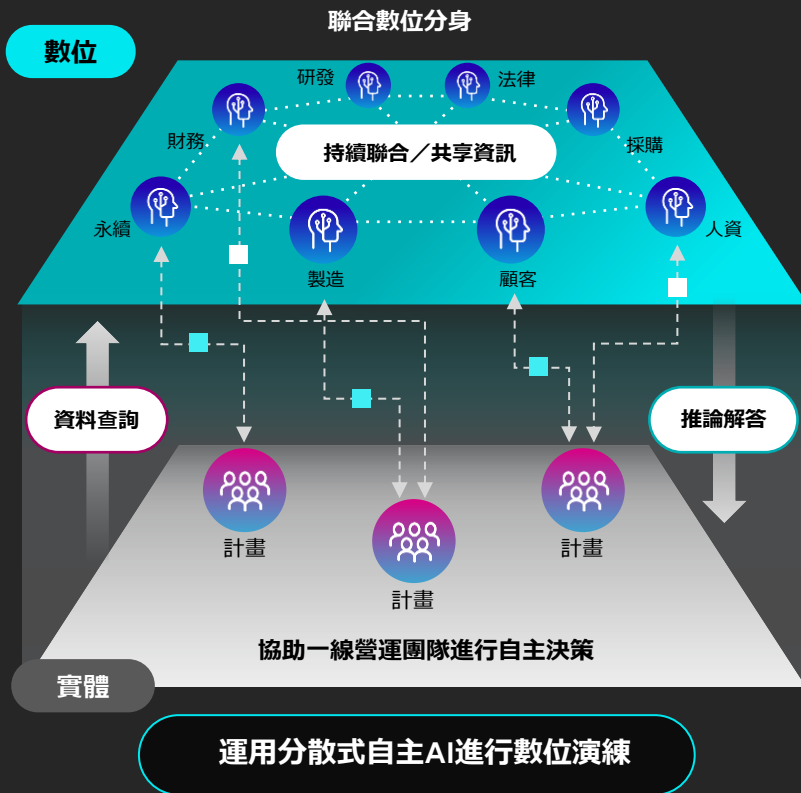 聯合數位分身
數位
研發
法律
財務
採購
持續聯合／共享資訊
永續
人資
製造
顧客
資料查詢
推論解答
計畫
計畫
計畫
協助一線營運團隊進行自主決策
實體
運用分散式自主AI進行數位演練